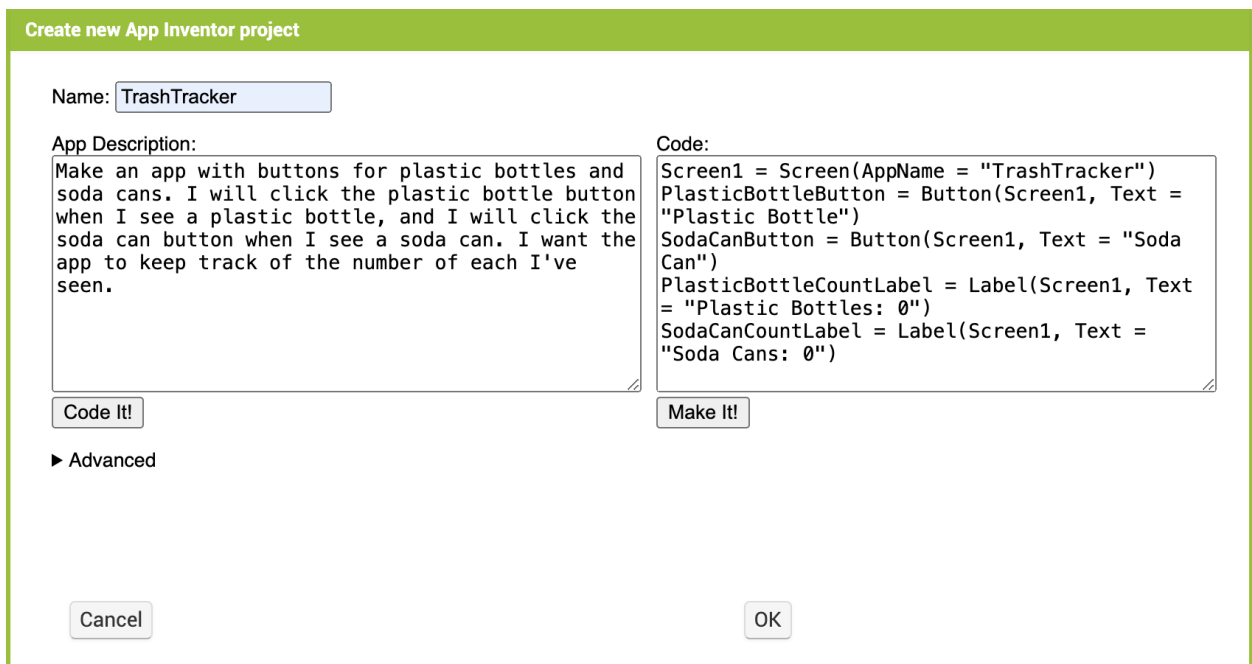 Create new App Inventor project
Name: TrashTracker
App Description:
Make an app with buttons for plastic bottles and
soda cans. I will click the plastic bottle button
when I see a plastic bottle, and I will click the
soda can button when I see a soda can. I want the
app to keep track of the number of each I've
seen.
Code It!
Code:
Screen1 = Screen(AppName = "TrashTracker")
PlasticBottleButton = Button(Screen1, Text =
"Plastic Bottle")
SodaCanButton = Button(Screen1, Text = "Soda
Can")
PlasticBottleCountLabel = Label(Screen1, Text
= "Plastic Bottles: 0")
SodaCanCountLabel = Label(Screen1, Text =
"Soda Cans: 0")
Make It!
Advanced
Cancel
OK